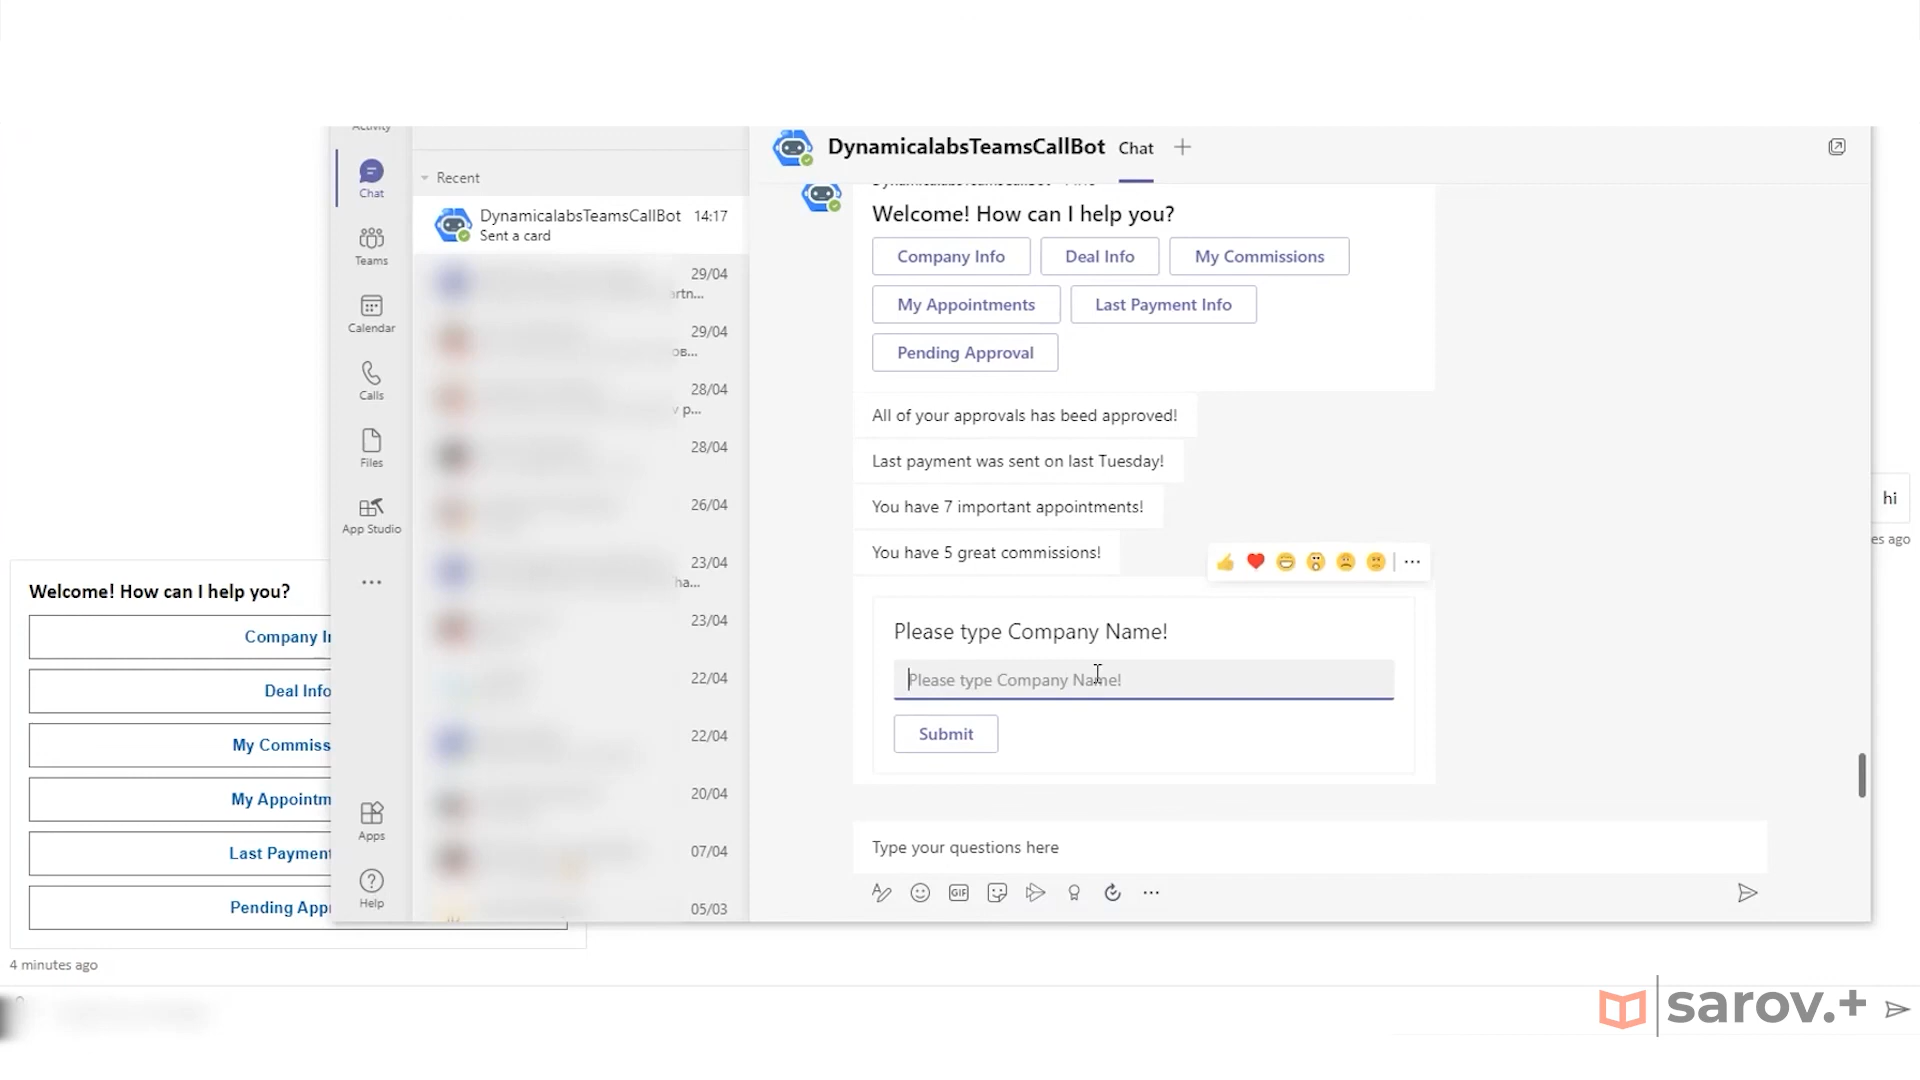 Activity
Chat
Teams
Calendar
Calls
Files
App Studio
Apps
Help
Recent
DynamicalabsTeamsCallBot 14:17
Sent a card
29/04
artn...
29/04
ов...
28/04
v p...
28/04
26/04
23/04
ha...
23/04
22/04
22/04
20/04
07/04
05/03
DynamicalabsTeamsCallBot Chat
Welcome! How can I help you?
Company Info Deal Info My Commissions
My Appointments Last Payment Info
Pending Approval
All of your approvals has beed approved!
Last payment was sent on last Tuesday!
You have 7 important appointments!
You have 5 great commissions!
Please type Company Name!
Please type Company Name!
Submit
Type your questions here
GIF
hi
es ago
Welcome! How can I help you?
Company In
Deal Info
My Commiss
My Appointm
Last Payment
Pending Appr
4 minutes ago
sarov.+